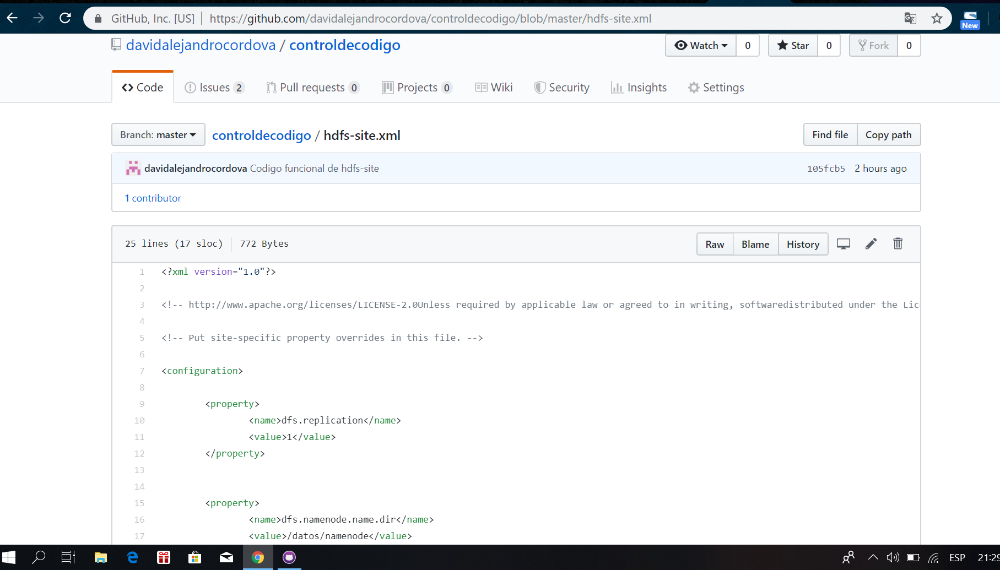 GitHub, Inc. [US] | https://github.com/davidalejandrocordova/controldecodigo/blob/master/hdfs-site.xml
New
davidalejandrocordova / controldecodigo
Watch 0 Star 0 Fork 0
Code Issues 2 Pull requests 0 Projects 0 Wiki Security Insights Settings
Branch: master controldecodigo / hdfs-site.xml Find file Copy path
davidalejandrocordova Codigo funcional de hdfs-site 105fcb5 2 hours ago
1 contributor
25 lines (17 sloc) 772 Bytes Raw Blame History
1 <?xml version="1.0"?>
2
3 <!-- http://www.apache.org/licenses/LICENSE-2.0Unless required by applicable law or agreed to in writing, softwaredistributed under the Lic
4
5 <!-- Put site-specific property overrides in this file. -->
6
7 <configuration>
8
9 <property>
10 <name>dfs.replication</name>
11 <value>1</value>
12 </property>
13
14
15 <property>
16 <name>dfs.namenode.name.dir</name>
17 <value>/datos/namenode</value>
ESP 21:29